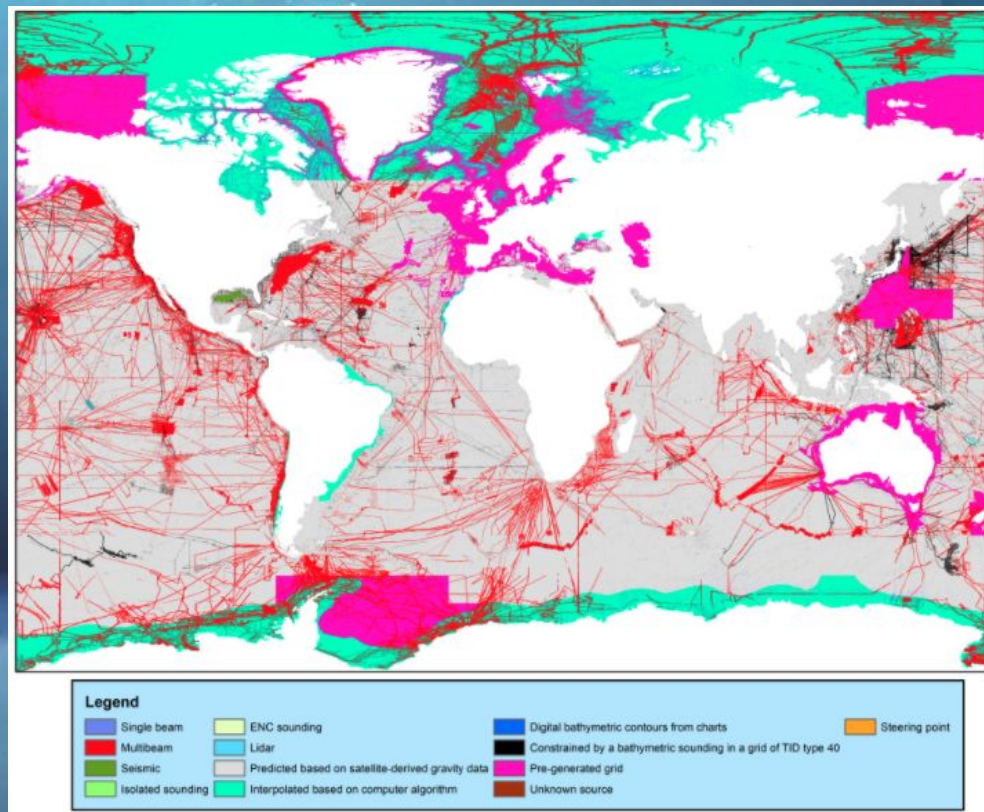 Legend
Single beam
ENC sounding
Digital bathymetric contours from charts
Steering point
Multibeam
Lidar
Constrained by a bathymetric sounding in a grid of TID type 40
Seismic
Predicted based on satellite-derived gravity data
Pre-generated grid
Isolated sounding
Interpolated based on computer algorithm
Unknown source